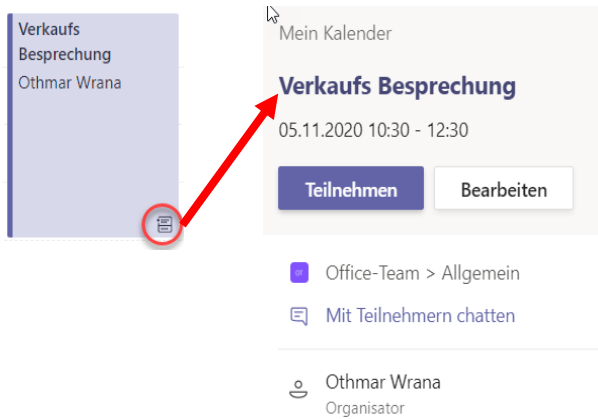 Verkaufs
Besprechung
Othmar Wrana
Mein Kalender
Verkaufs Besprechung
05.11.2020 10:30 - 12:30
Teilnehmen
Bearbeiten
Office-Team > Allgemein
Mit Teilnehmern chatten
Othmar Wrana
Organisator